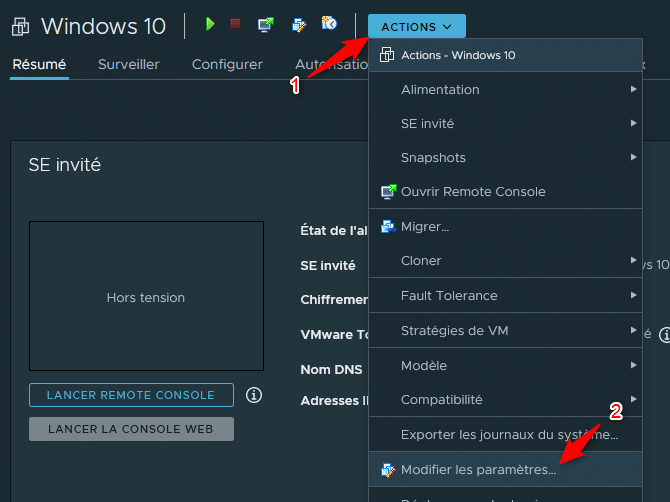 Windows 10
ACTIONS
1
Résumé
Surveiller
Configurer
Autorisatio
Actions - Windows 10
Alimentation
SE invité
Snapshots
Ouvrir Remote Console
Migrer...
Cloner
Fault Tolerance
Stratégies de VM
Modèle
Compatibilité
2
Exporter les journaux du système...
Modifier les paramètres...
SE invité
Hors tension
LANCER REMOTE CONSOLE
LANCER LA CONSOLE WEB
État de l'al
SE invité
Chiffremen
VMware To
Nom DNS
Adresses I